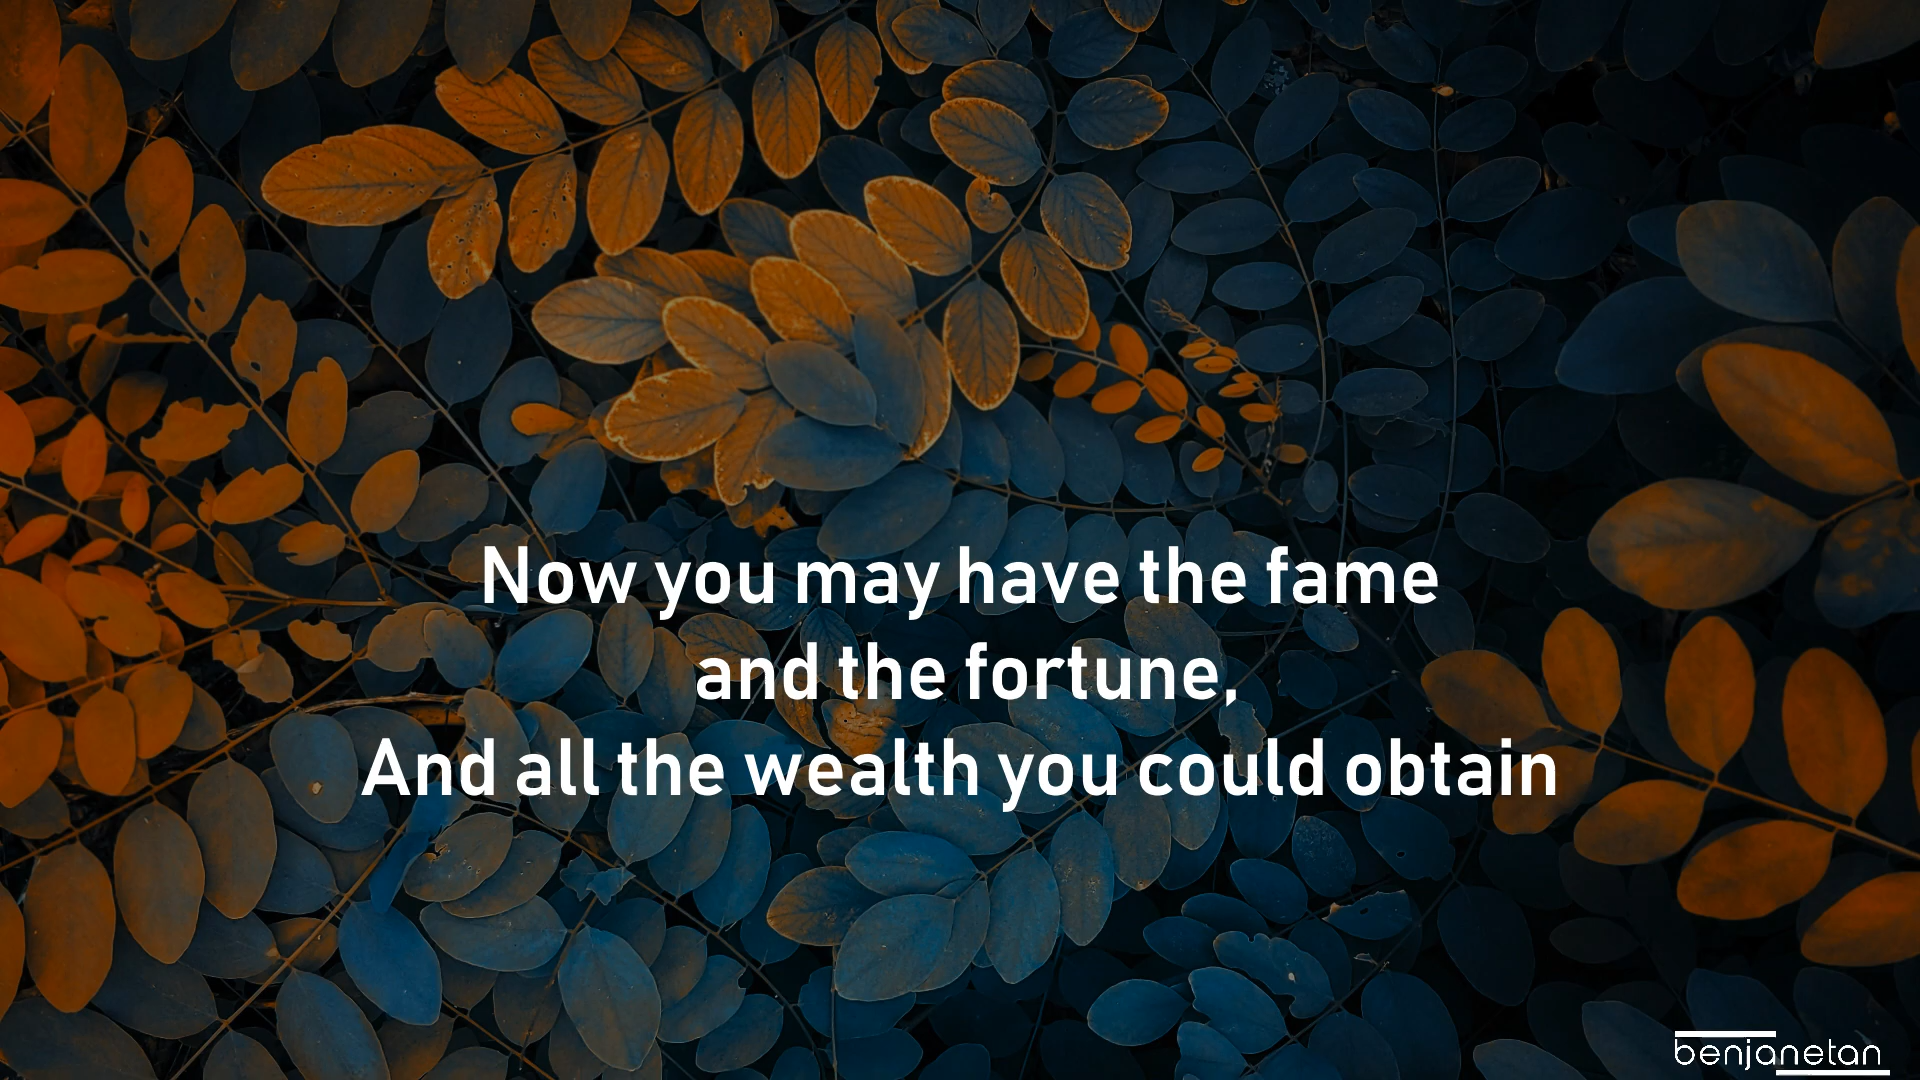 Now you may have the fame
and the fortune,
And all the wealth you could obtain
benjanetan